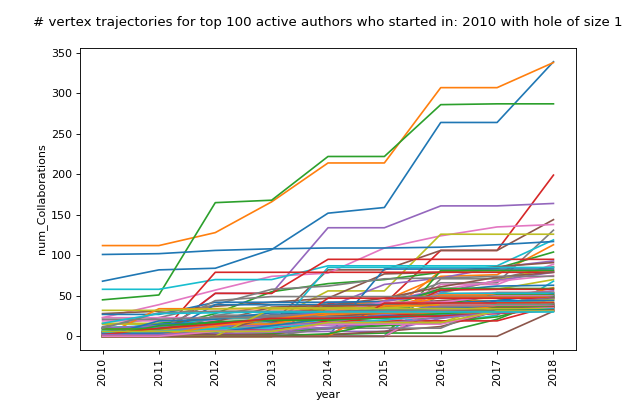 # vertex trajectories for top 100 active authors who started in: 2010 with hole of size 1
350
300
250
200
150
100
50
0
num_Collaborations
2010 2011 2012 2013 2014 2015 2016 2017 2018
year